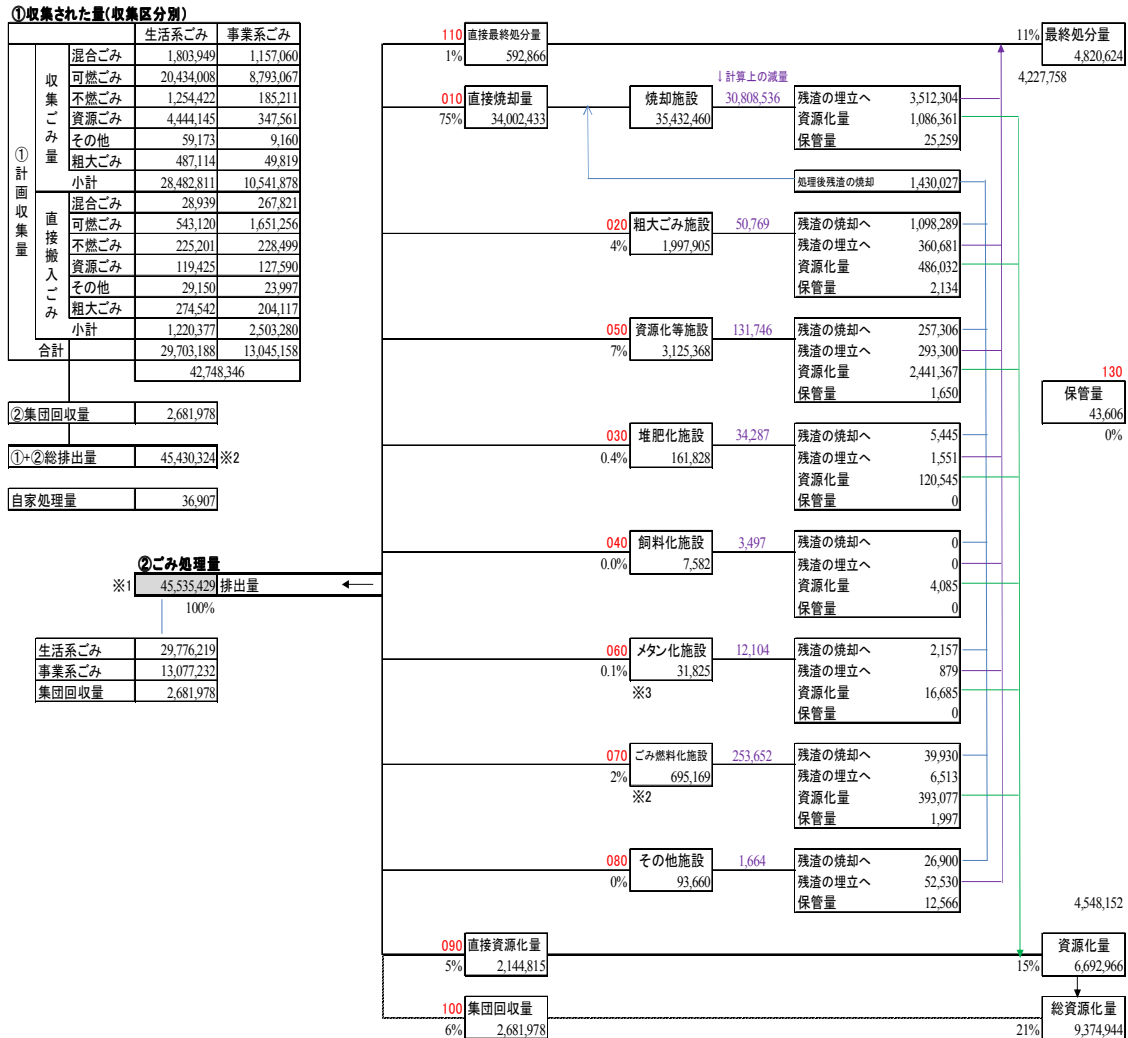 ①収集された量(収集区分別)
生活系ごみ 事業系ごみ
①計画収集量
収集ごみ量
混合ごみ 1,803,949 1,157,060
可燃ごみ 20,434,008 8,793,067
不燃ごみ 1,254,422 185,211
資源ごみ 4,444,145 347,561
その他 59,173 9,160
粗大ごみ 487,114 49,819
小計 28,482,811 10,541,878
直接搬入ごみ
混合ごみ 28,939 267,821
可燃ごみ 543,120 1,651,256
不燃ごみ 225,201 228,499
資源ごみ 119,425 127,590
その他 29,150 23,997
粗大ごみ 274,542 204,117
小計 1,220,377 2,503,280
合計 29,703,188 13,045,158
42,748,346
②集団回収量 2,681,978
①+②総排出量 45,430,324 ※2
自家処理量 36,907
②ごみ処理量
※1 45,535,429 排出量
100%
生活系ごみ 29,776,219
事業系ごみ 13,077,232
集団回収量 2,681,978
110 直接最終処分量
1% 592,866
11% 最終処分量
4,820,624
4,227,758
↓計算上の減量
010 直接焼却量
75% 34,002,433
焼却施設 30,808,536
35,432,460
残渣の埋立へ 3,512,304
資源化量 1,086,361
保管量 25,259
処理後残渣の焼却 1,430,027
020 粗大ごみ施設 50,769
4% 1,997,905
残渣の焼却へ 1,098,289
残渣の埋立へ 360,681
資源化量 486,032
保管量 2,134
050 資源化等施設 131,746
7% 3,125,368
残渣の焼却へ 257,306
残渣の埋立へ 293,300
資源化量 2,441,367
保管量 1,650
130
保管量
43,606
0%
030 堆肥化施設 34,287
0.4% 161,828
残渣の焼却へ 5,445
残渣の埋立へ 1,551
資源化量 120,545
保管量 0
040 飼料化施設 3,497
0.0% 7,582
残渣の焼却へ 0
残渣の埋立へ 0
資源化量 4,085
保管量 0
060 メタン化施設 12,104
0.1% 31,825
※3
残渣の焼却へ 2,157
残渣の埋立へ 879
資源化量 16,685
保管量 0
070 ごみ燃料化施設 253,652
2% 695,169
※2
残渣の焼却へ 39,930
残渣の埋立へ 6,513
資源化量 393,077
保管量 1,997
080 その他施設 1,664
0% 93,660
残渣の焼却へ 26,900
残渣の埋立へ 52,530
保管量 12,566
4,548,152
090 直接資源化量
5% 2,144,815
資源化量
15% 6,692,966
100 集団回収量
6% 2,681,978
総資源化量
21% 9,374,944